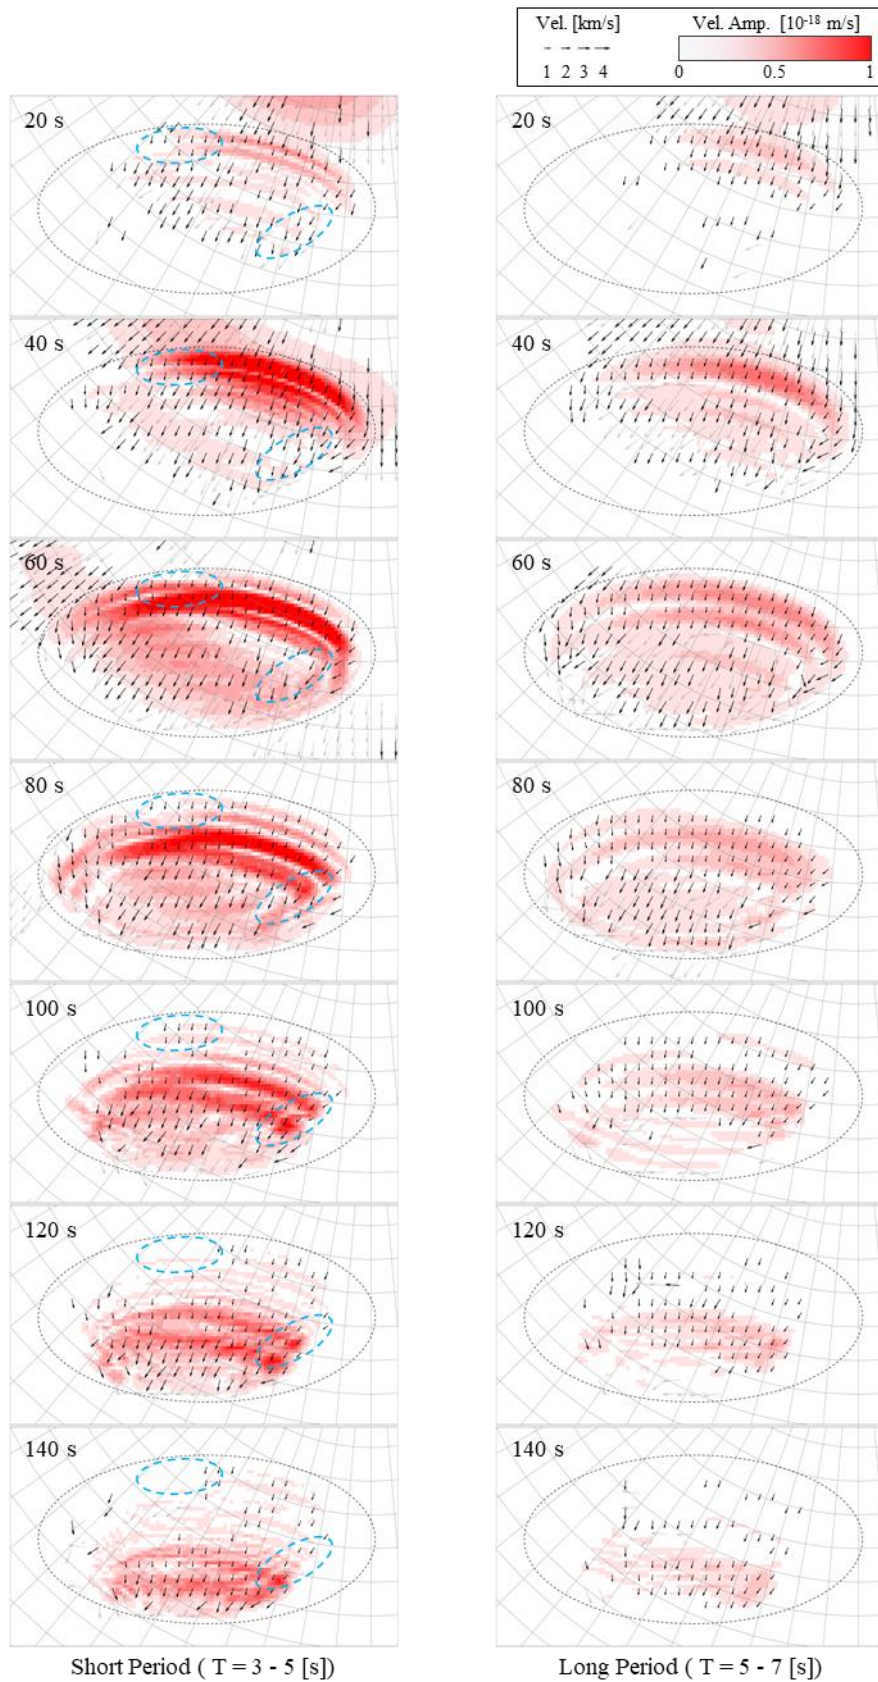 Vel. [km/s] Vel. Amp. [10⁻¹⁸ m/s]
1 2 3 4 0 0.5 1
20 s 20 s
40 s 40 s
60 s 60 s
80 s 80 s
100 s 100 s
120 s 120 s
140 s 140 s
Short Period ( T = 3 - 5 [s]) Long Period ( T = 5 - 7 [s])